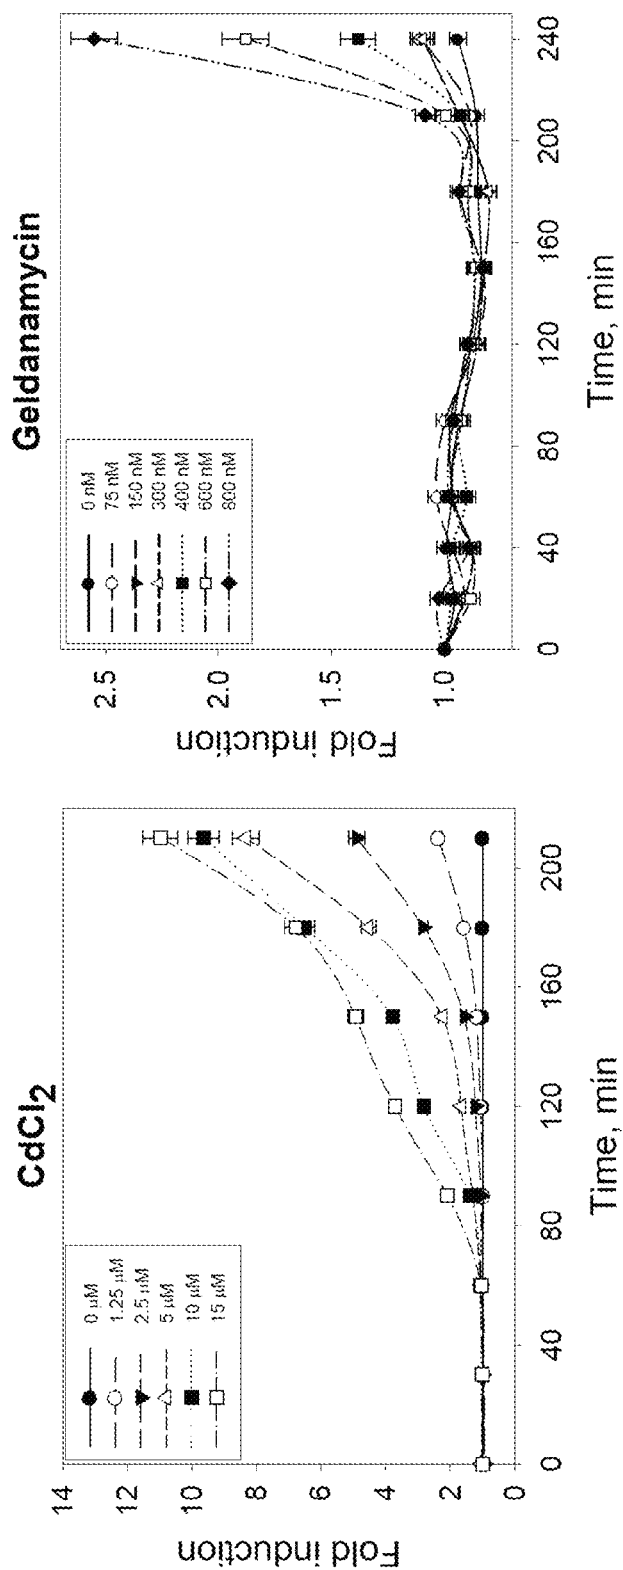 CdCl2
Fold induction
14
12
10
8
6
4
2
0
0 μM
1.25 μM
2.5 μM
5 μM
10 μM
15 μM
0 40 80 120 160 200
Time, min
Geldanamycin
Fold induction
2.5
2.0
1.5
1.0
0 nM
75 nM
150 nM
300 nM
400 nM
600 nM
800 nM
0 40 80 120 160 200 240
Time, min